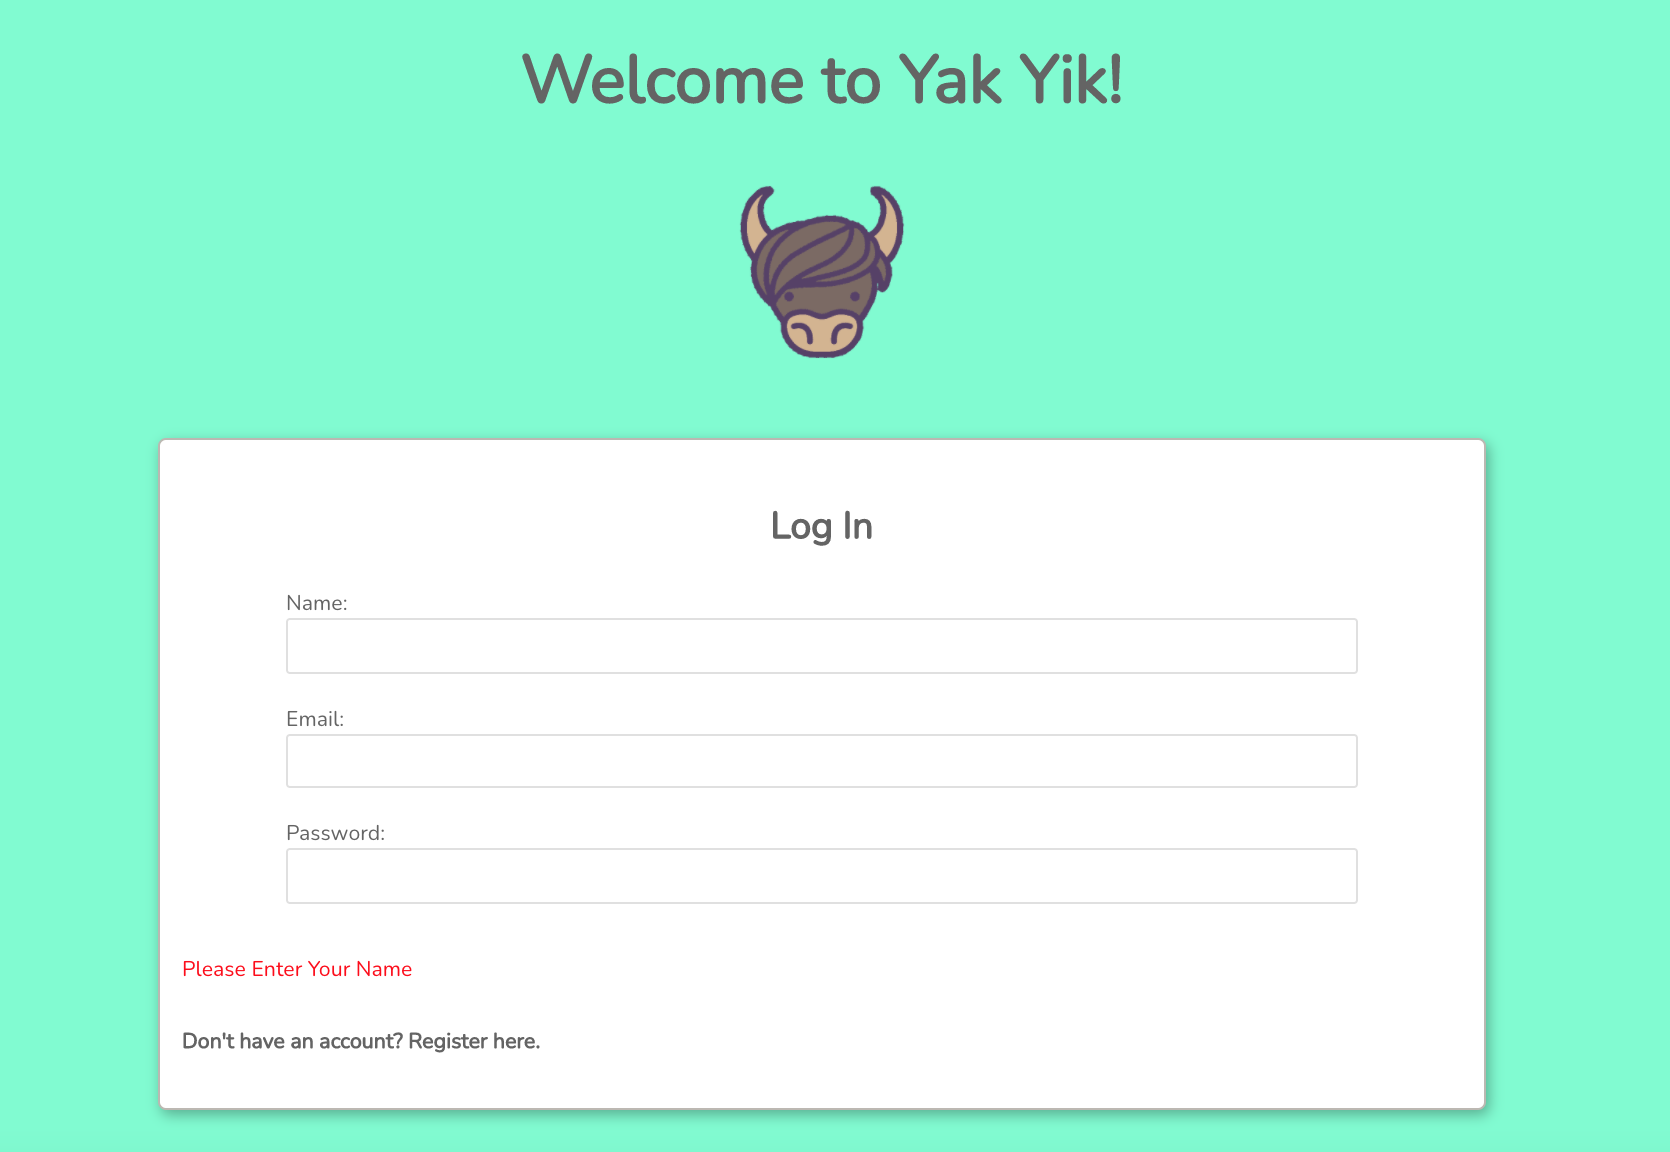 Welcome to Yak Yik!
Log In
Name:
Email:
Password:
Please Enter Your Name
Don't have an account? Register here.